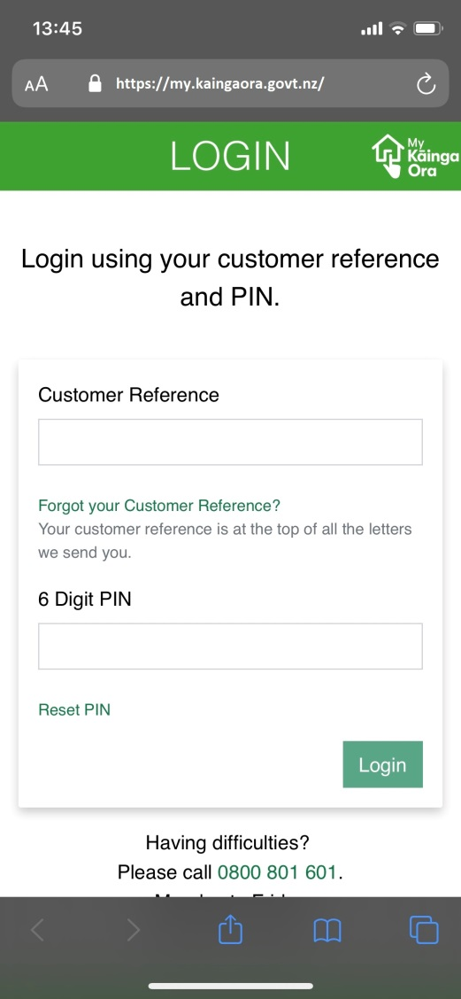 13:45
AA https://my.kaingaora.govt.nz/
LOGIN
My
Kāinga
Ora
Login using your customer reference
and PIN.
Customer Reference
Forgot your Customer Reference?
Your customer reference is at the top of all the letters
we send you.
6 Digit PIN
Reset PIN
Login
Having difficulties?
Please call 0800 801 601.